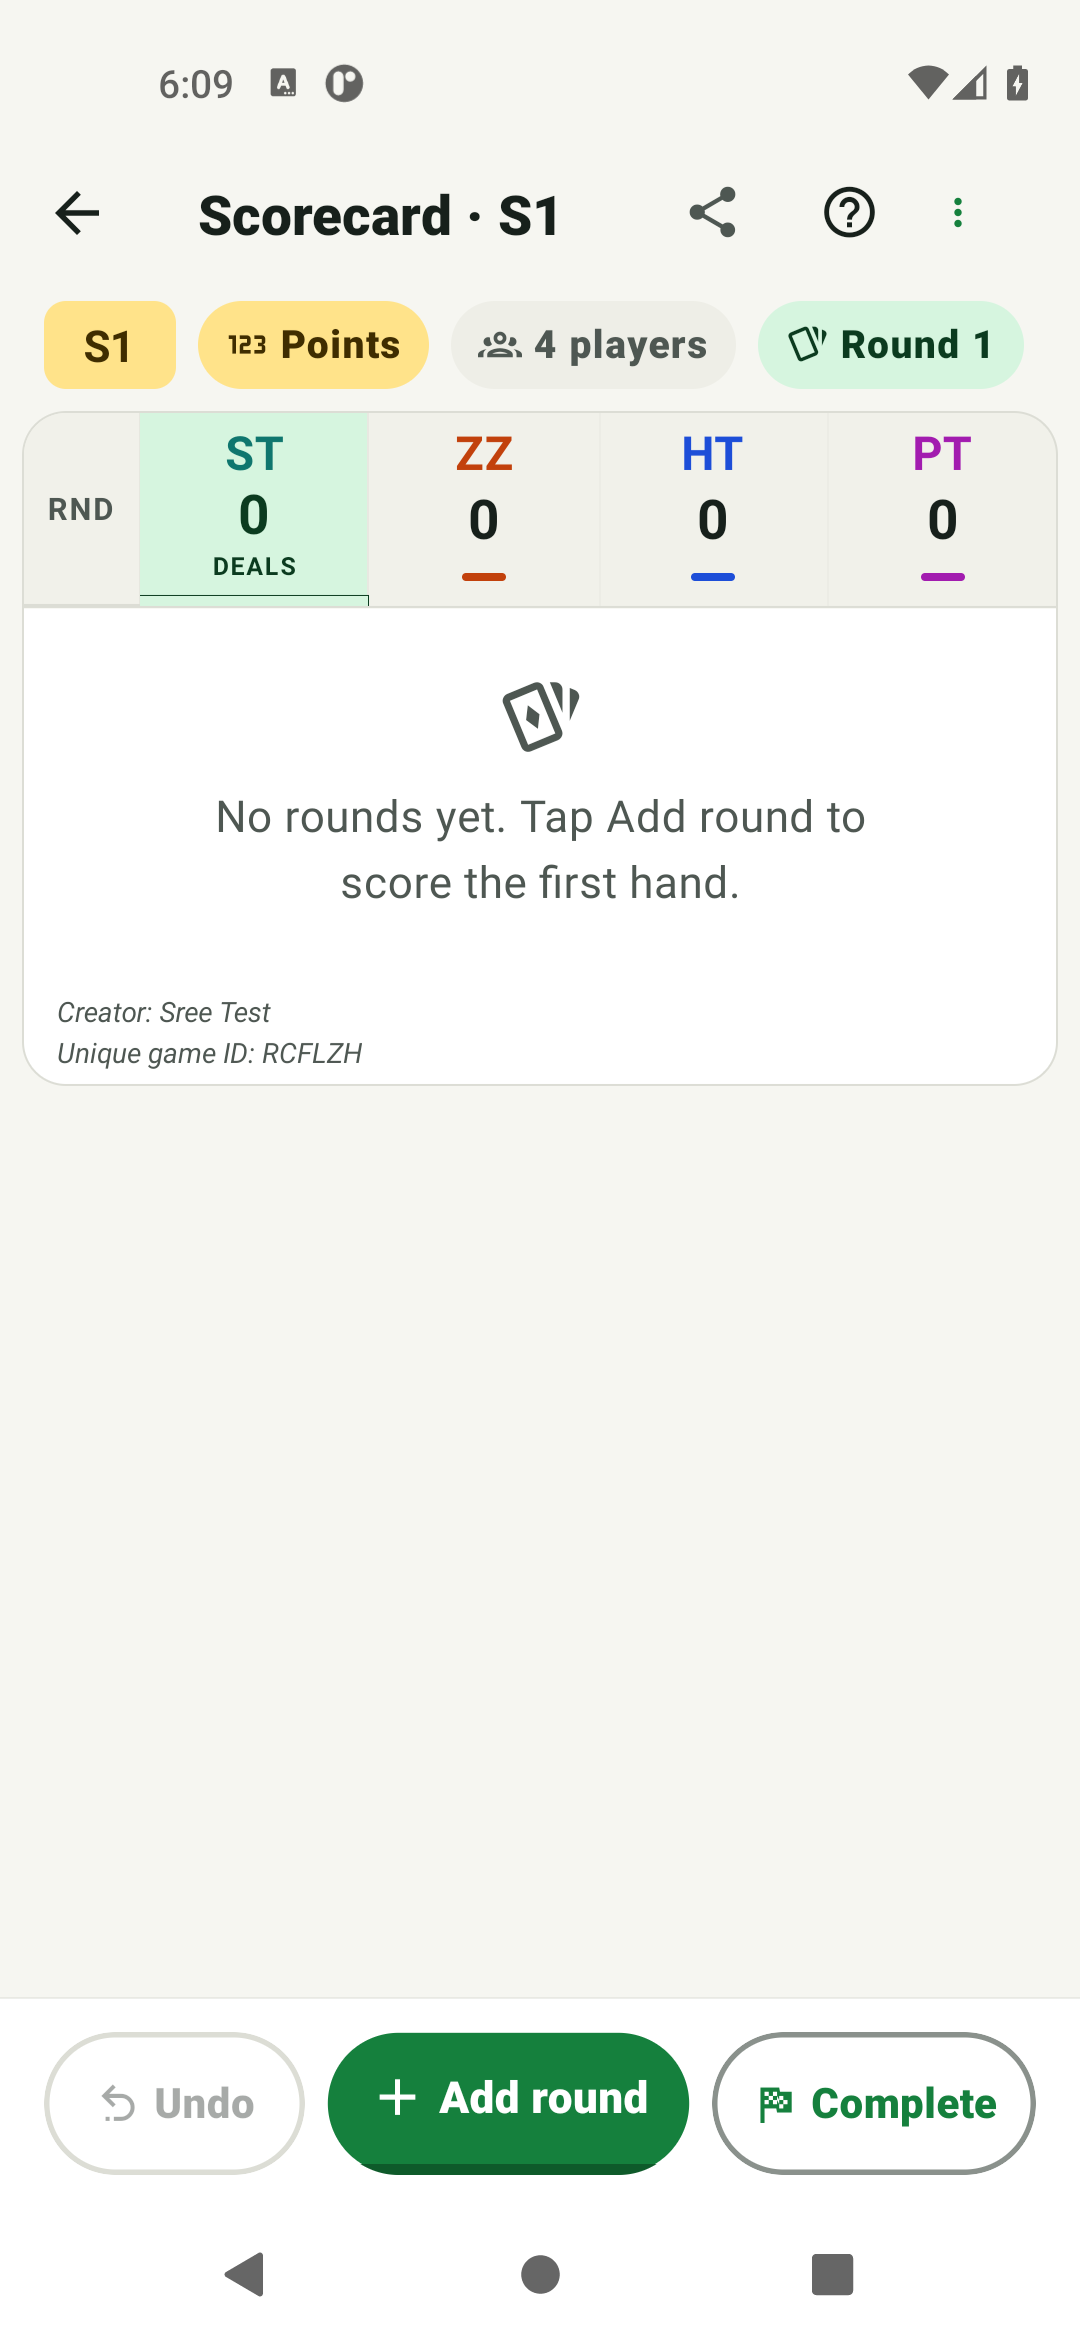 6:09
Scorecard · S1
S1
123 Points
4 players
Round 1
RND
ST
0
DEALS
ZZ
0
HT
0
PT
0
No rounds yet. Tap Add round to
score the first hand.
Creator: Sree Test
Unique game ID: RCFLZH
Undo
+ Add round
Complete